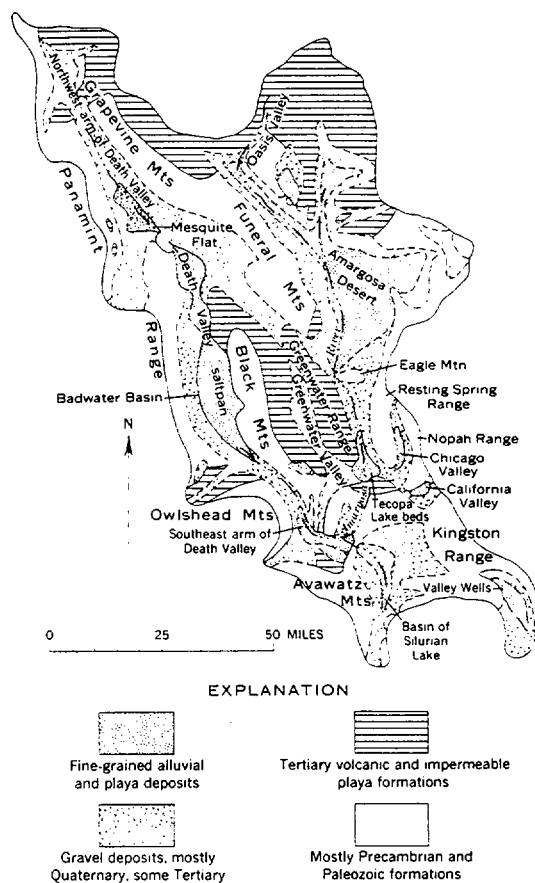 Northwest arm of Death Valley
Grapevine Mts
Oasis Valley
Panamint
Range
Mesquite
Flat
Funeral
Mts
Amargosa
Desert
River
Death
Valley
saltpan
Black
Mts
Greenwater Range
Greenwater Valley
Badwater Basin
Eagle Mtn
Resting Spring
Range
Nopah Range
Chicago
Valley
California
Valley
N
Owlshead Mts
Tecopa
Lake beds
Southeast arm of
Death Valley
Kingston
Range
Avawatz
Mts
Valley Wells
Basin of
Silurian
Lake
0 25 50 MILES
EXPLANATION
Fine-grained alluvial
and playa deposits
Tertiary volcanic and impermeable
playa formations
Gravel deposits, mostly
Quaternary, some Tertiary
Mostly Precambrian and
Paleozoic formations